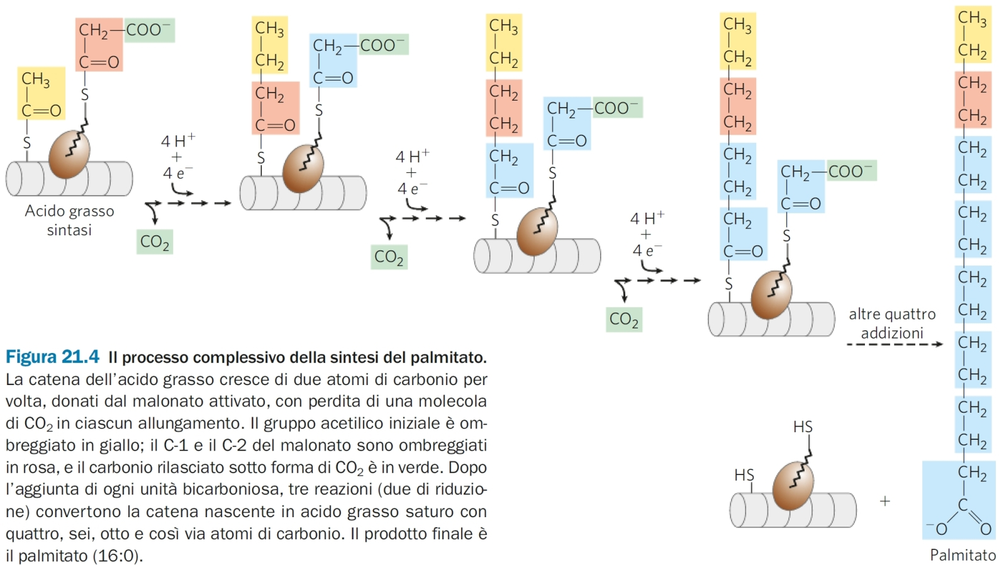 CH₂—COO⁻
C=O
S
CH₃
C=O
S
Acido grasso
sintasi
4 H⁺
+
4 e⁻
CO₂
CH₃
CH₂
CH₂
C=O
S
CH₂—COO⁻
C=O
S
4 H⁺
+
4 e⁻
CO₂
CH₃
CH₂
CH₂
CH₂
CH₂
C=O
S
CH₂—COO⁻
C=O
S
4 H⁺
+
4 e⁻
CO₂
CH₃
CH₂
CH₂
CH₂
CH₂
CH₂
CH₂
C=O
S
CH₂—COO⁻
C=O
S
altre quattro
addizioni
CH₃
CH₂
CH₂
CH₂
CH₂
CH₂
CH₂
CH₂
CH₂
CH₂
CH₂
CH₂
CH₂
CH₂
CH₂
C
⁻O O
Palmitato
HS
HS
+
Figura 21.4 Il processo complessivo della sintesi del palmitato.
La catena dell'acido grasso cresce di due atomi di carbonio per
volta, donati dal malonato attivato, con perdita di una molecola
di CO₂ in ciascun allungamento. Il gruppo acetilico iniziale è om-
breggiato in giallo; il C-1 e il C-2 del malonato sono ombreggiati
in rosa, e il carbonio rilasciato sotto forma di CO₂ è in verde. Dopo
l'aggiunta di ogni unità bicarboniosa, tre reazioni (due di riduzio-
ne) convertono la catena nascente in acido grasso saturo con
quattro, sei, otto e così via atomi di carbonio. Il prodotto finale è
il palmitato (16:0).